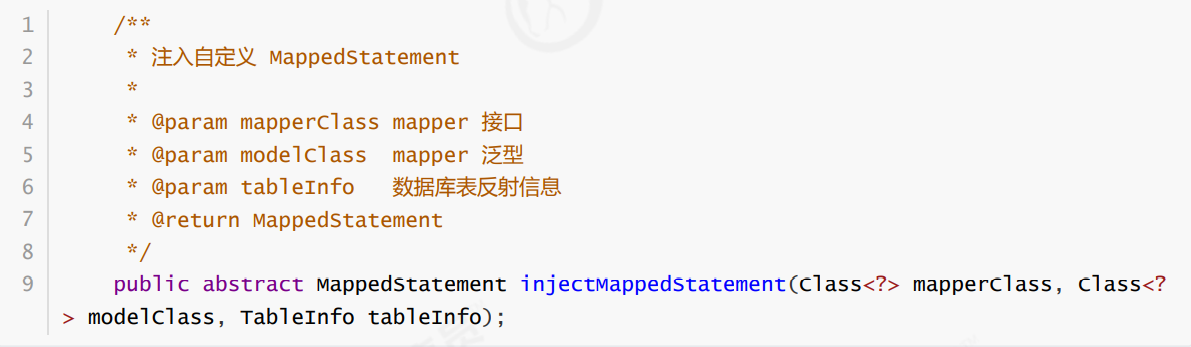 1 /**
2 * 注入自定义 MappedStatement
3 *
4 * @param mapperClass mapper 接口
5 * @param modelClass  mapper 泛型
6 * @param tableInfo   数据库表反射信息
7 * @return MappedStatement
8 */
9 public abstract MappedStatement injectMappedStatement(Class<?> mapperClass, Class<?
> modelClass, TableInfo tableInfo);